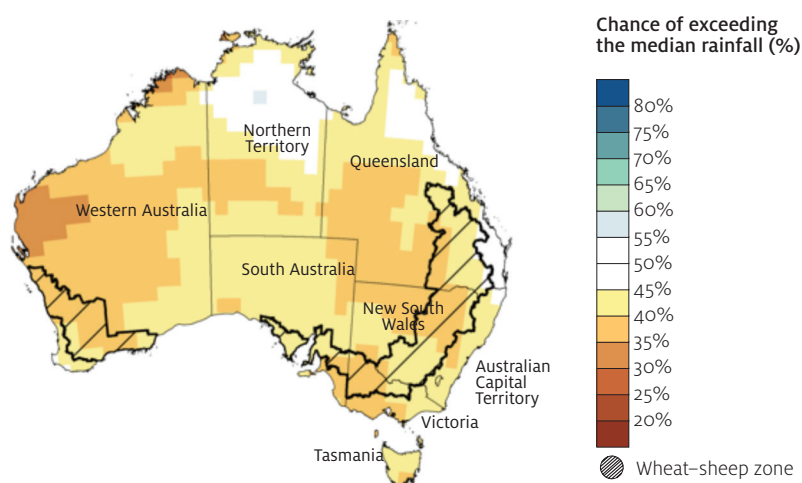 Chance of exceeding
the median rainfall (%)
80%
75%
70%
65%
60%
55%
50%
45%
40%
35%
30%
25%
20%
Wheat–sheep zone
Northern
Territory
Queensland
Western Australia
South Australia
New South
Wales
Australian
Capital
Territory
Victoria
Tasmania